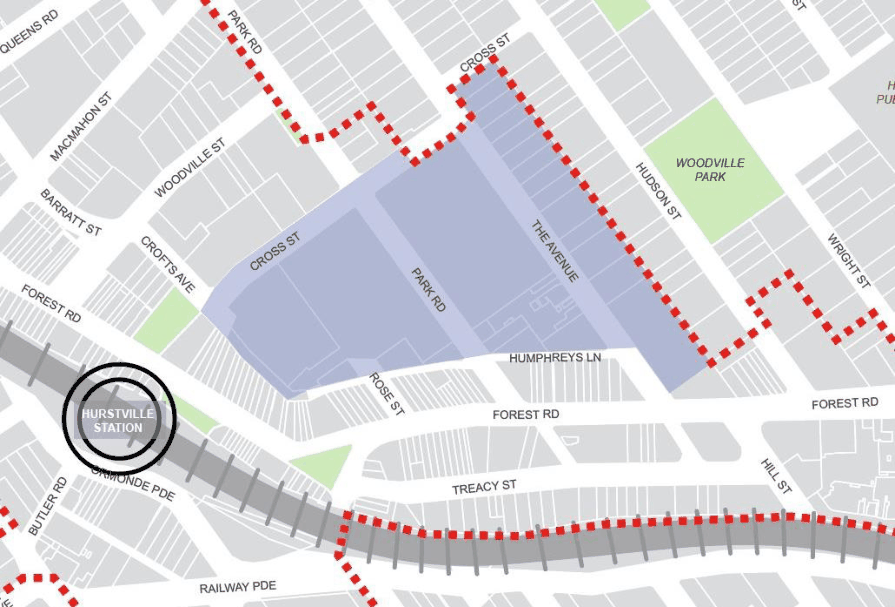 QUEENS RD
PARK RD
CROSS ST
ST
MACMAHON ST
WOODVILLE ST
WOODVILLE
PARK
HUDSON ST
BARRATT ST
CROFTS AVE
CROSS ST
THE AVENUE
WRIGHT ST
PARK RD
FOREST RD
HUMPHREYS LN
ROSE ST
HURSTVILLE
STATION
FOREST RD
FOREST RD
ORMONDE PDE
TREACY ST
HILL ST
BUTLER RD
RAILWAY PDE